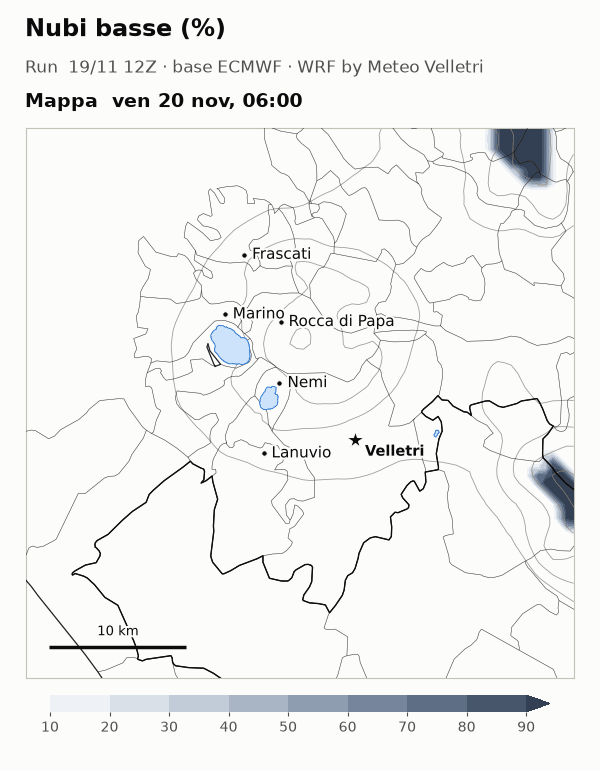 Nubi basse (%)
Run  19/11 12Z · base ECMWF · WRF by Meteo Velletri
Mappa  ven 20 nov, 06:00
Frascati
Marino
Rocca di Papa
Nemi
Velletri
Lanuvio
10 km
10 20 30 40 50 60 70 80 90